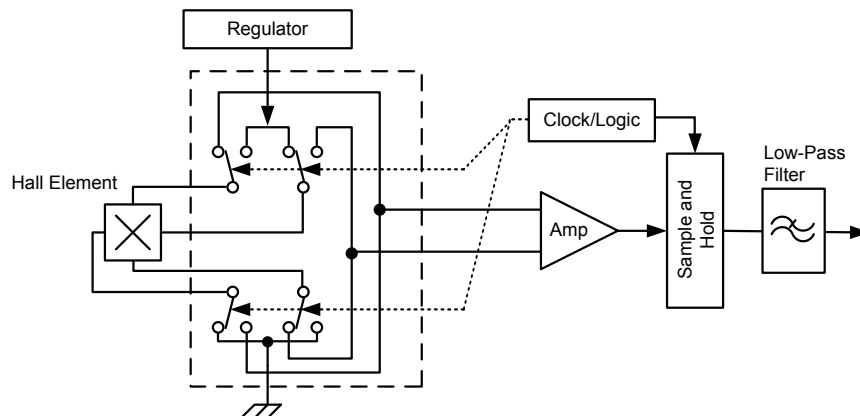 Regulator
Clock/Logic
Low-Pass
Filter
Hall Element
Amp
Sample and
Hold